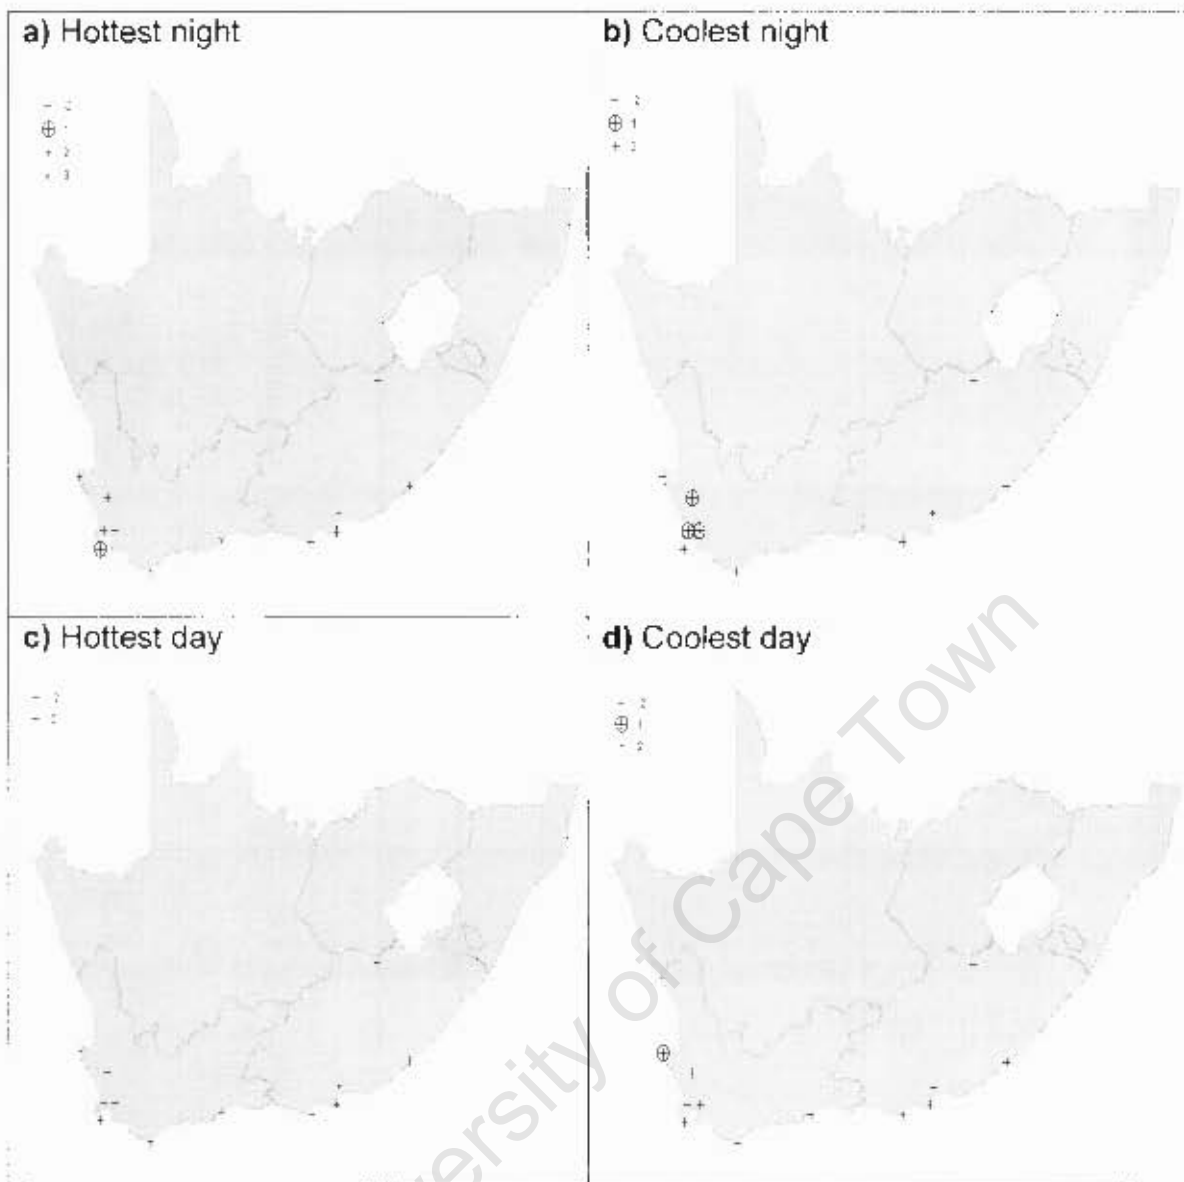 a) Hottest night
b) Coolest night
c) Hottest day
d) Coolest day
University of Cape Town